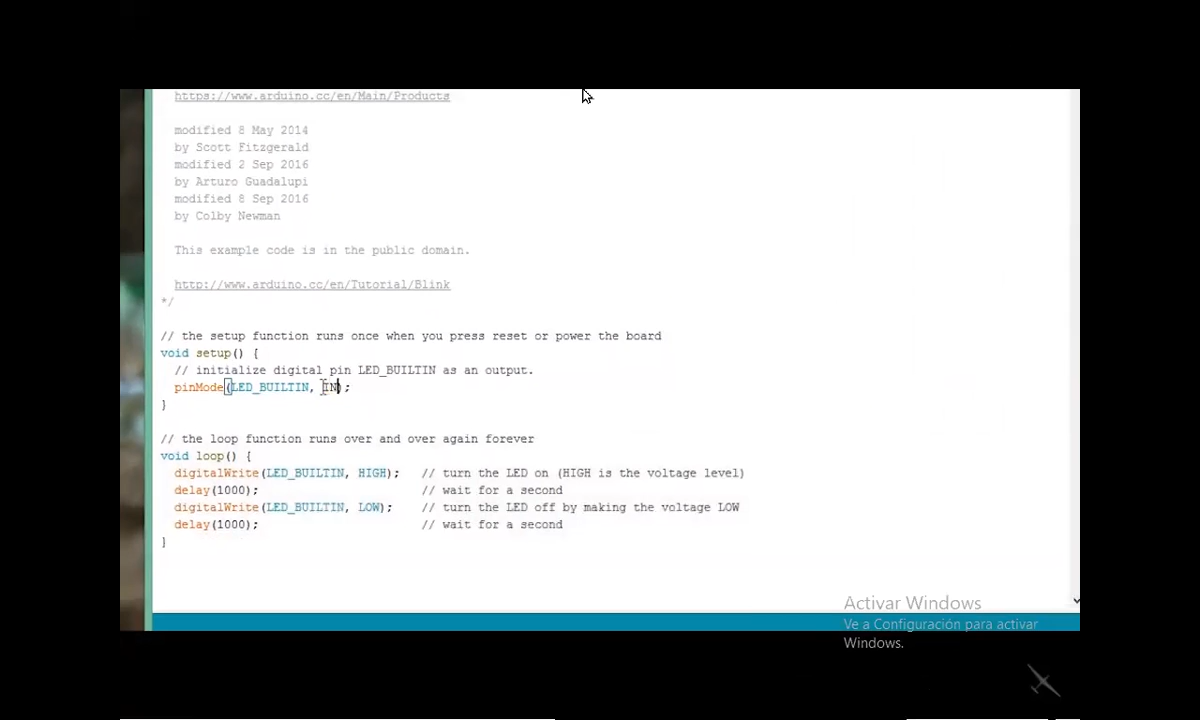 https://www.arduino.cc/en/Main/Products
modified 8 May 2014
by Scott Fitzgerald
modified 2 Sep 2016
by Arturo Guadalupi
modified 8 Sep 2016
by Colby Newman
This example code is in the public domain.
http://www.arduino.cc/en/Tutorial/Blink
*/
// the setup function runs once when you press reset or power the board
void setup() {
// initialize digital pin LED_BUILTIN as an output.
pinMode(LED_BUILTIN, IN);
}
// the loop function runs over and over again forever
void loop() {
digitalWrite(LED_BUILTIN, HIGH);   // turn the LED on (HIGH is the voltage level)
delay(1000);                       // wait for a second
digitalWrite(LED_BUILTIN, LOW);    // turn the LED off by making the voltage LOW
delay(1000);                       // wait for a second
}
Activar Windows
Ve a Configuración para activar
Windows.